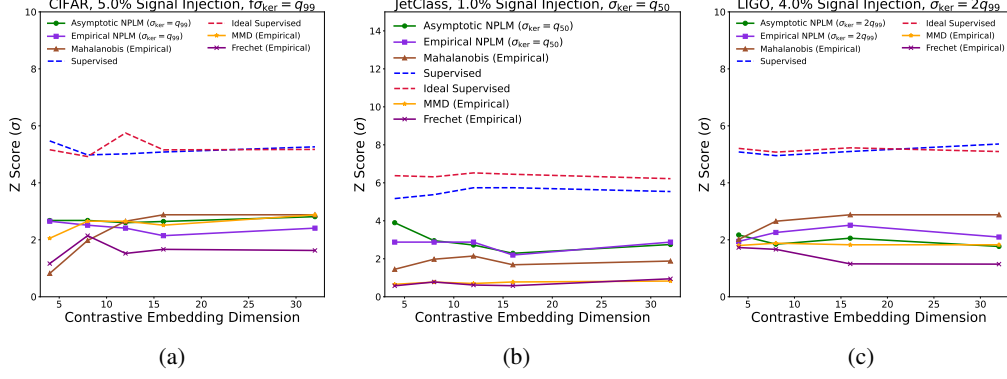 CIFAR, 5.0% Signal Injection, fσker = q99
Z Score (σ)
10
8
6
4
2
0
Asymptotic NPLM (σker = q99)
Empirical NPLM (σker = q99)
Mahalanobis (Empirical)
Supervised
Ideal Supervised
MMD (Empirical)
Frechet (Empirical)
5 10 15 20 25 30
Contrastive Embedding Dimension
(a)
JetClass, 1.0% Signal Injection, σker = q50
Z Score (σ)
14
12
10
8
6
4
2
0
Asymptotic NPLM (σker = q50)
Empirical NPLM (σker = q50)
Mahalanobis (Empirical)
Supervised
Ideal Supervised
MMD (Empirical)
Frechet (Empirical)
5 10 15 20 25 30
Contrastive Embedding Dimension
(b)
LIGO, 4.0% Signal Injection, σker = 2q99
Z Score (σ)
10
8
6
4
2
0
Asymptotic NPLM (σker = 2q99)
Empirical NPLM (σker = 2q99)
Mahalanobis (Empirical)
Supervised
Ideal Supervised
MMD (Empirical)
Frechet (Empirical)
5 10 15 20 25 30
Contrastive Embedding Dimension
(c)